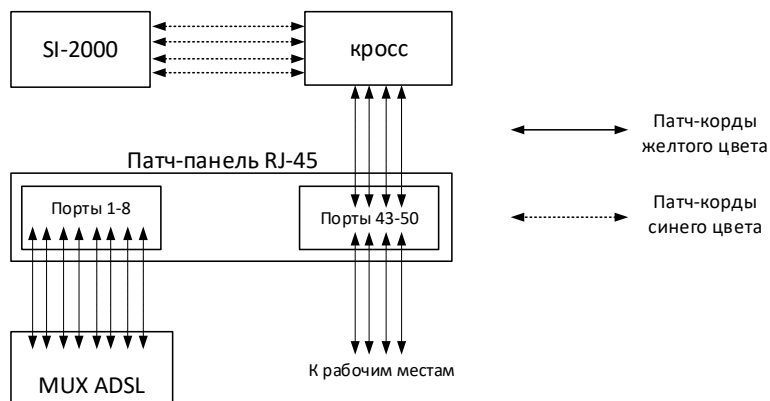 SI-2000
кросс
Патч-корды
желтого цвета
Патч-панель RJ-45
Порты 1-8
Порты 43-50
Патч-корды
синего цвета
К рабочим местам
MUX ADSL